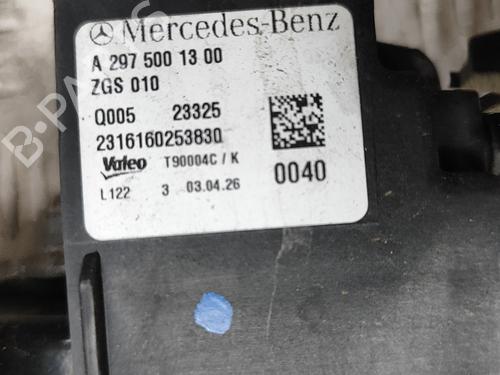 Mercedes-Benz
A 297 500 13 00
ZGS 010
Q005 23325
2316160253830
Valeo T90004C / K 0040
L122 3 03.04.26
B-PARTS